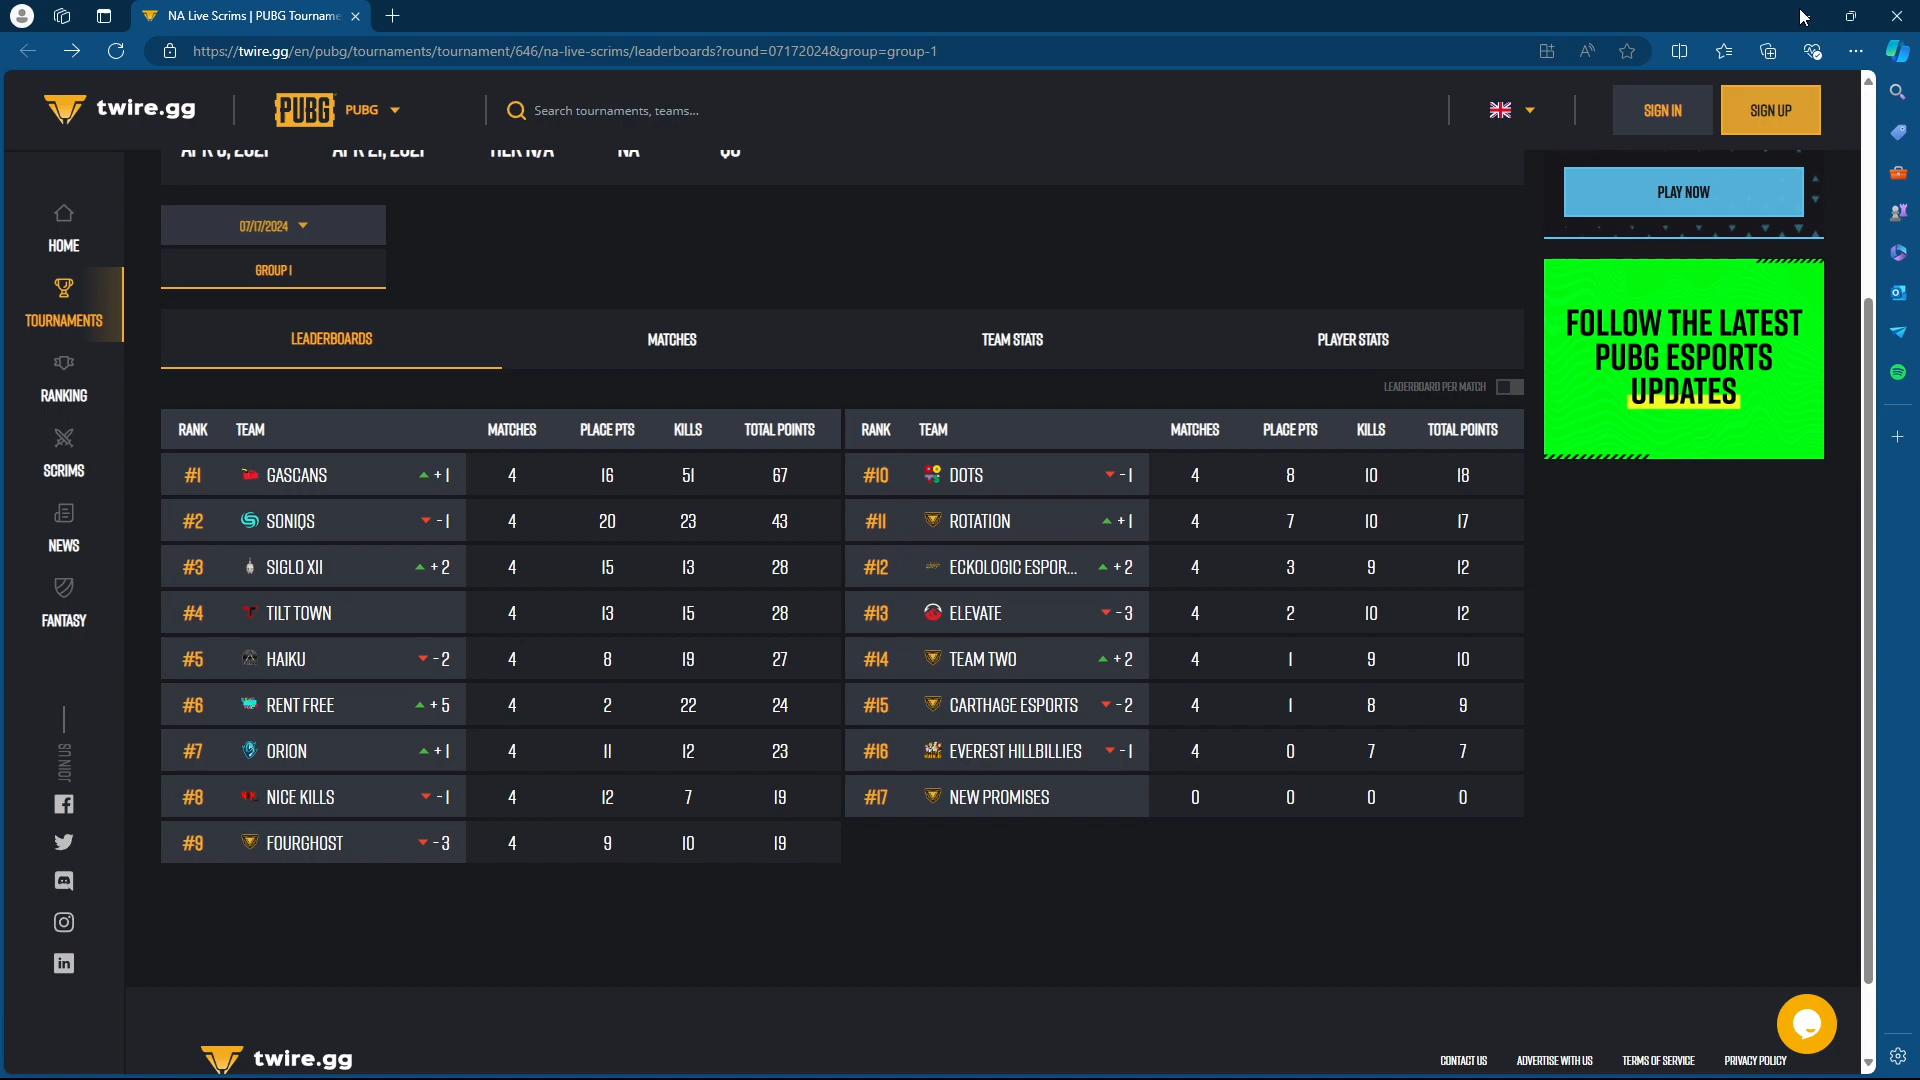 NA Live Scrims | PUBG Tourname
https://twire.gg/en/pubg/tournaments/tournament/646/na-live-scrims/leaderboards?round=07172024&group=group-1
twire.gg
PUBG PUBG
Search tournaments, teams...
SIGN IN
SIGN UP
APR 6, 2021 APR 21, 2021 TIER N/A NA
HOME
TOURNAMENTS
RANKING
SCRIMS
NEWS
FANTASY
JOIN US
07/17/2024
GROUP 1
LEADERBOARDS MATCHES TEAM STATS PLAYER STATS
LEADERBOARD PER MATCH
RANK TEAM MATCHES PLACE PTS KILLS TOTAL POINTS
#1 GASCANS +1 4 16 51 67
#2 SONIQS -1 4 20 23 43
#3 SIGLO XII +2 4 15 13 28
#4 TILT TOWN 4 13 15 28
#5 HAIKU -2 4 8 19 27
#6 RENT FREE +5 4 2 22 24
#7 ORION +1 4 11 12 23
#8 NICE KILLS -1 4 12 7 19
#9 FOURGHOST -3 4 9 10 19
RANK TEAM MATCHES PLACE PTS KILLS TOTAL POINTS
#10 DOTS -1 4 8 10 18
#11 ROTATION +1 4 7 10 17
#12 ECKOLOGIC ESPOR... +2 4 3 9 12
#13 ELEVATE -3 4 2 10 12
#14 TEAM TWO +2 4 1 9 10
#15 CARTHAGE ESPORTS -2 4 1 8 9
#16 EVEREST HILLBILLIES -1 4 0 7 7
#17 NEW PROMISES 0 0 0 0
PLAY NOW
FOLLOW THE LATEST
PUBG ESPORTS
UPDATES
twire.gg
CONTACT US ADVERTISE WITH US TERMS OF SERVICE PRIVACY POLICY